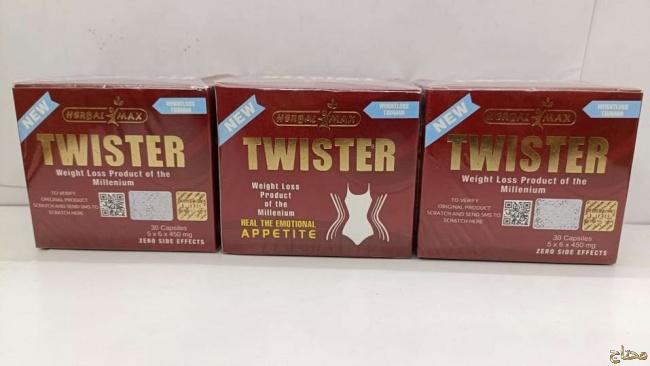 NEW
HERBAL MAX
WEIGHTLOSS
TWISTER
Weight Loss Product of the
Millenium
TO VERIFY
ORIGINAL PRODUCT
SCRATCH AND SEND SMS TO
SCRATCH HERE
30 Capsiles
5 x 6 x 450 mg
ZERO SIDE EFFECTS
NEW
HERBAL MAX
WEIGHTLOSS
TWISTER
Weight Loss
Product
of the
Millenium
HEAL THE EMOTIONAL
APPETITE
NEW
HERBAL MAX
WEIGHTLOSS
TWISTER
Weight Loss Product of the
Millenium
TO VERIFY
ORIGINAL PRODUCT
SCRATCH AND SEND SMS TO
SCRATCH HERE
30 Capsiles
5 x 6 x 450 mg
ZERO SIDE EFFECTS
محتاج